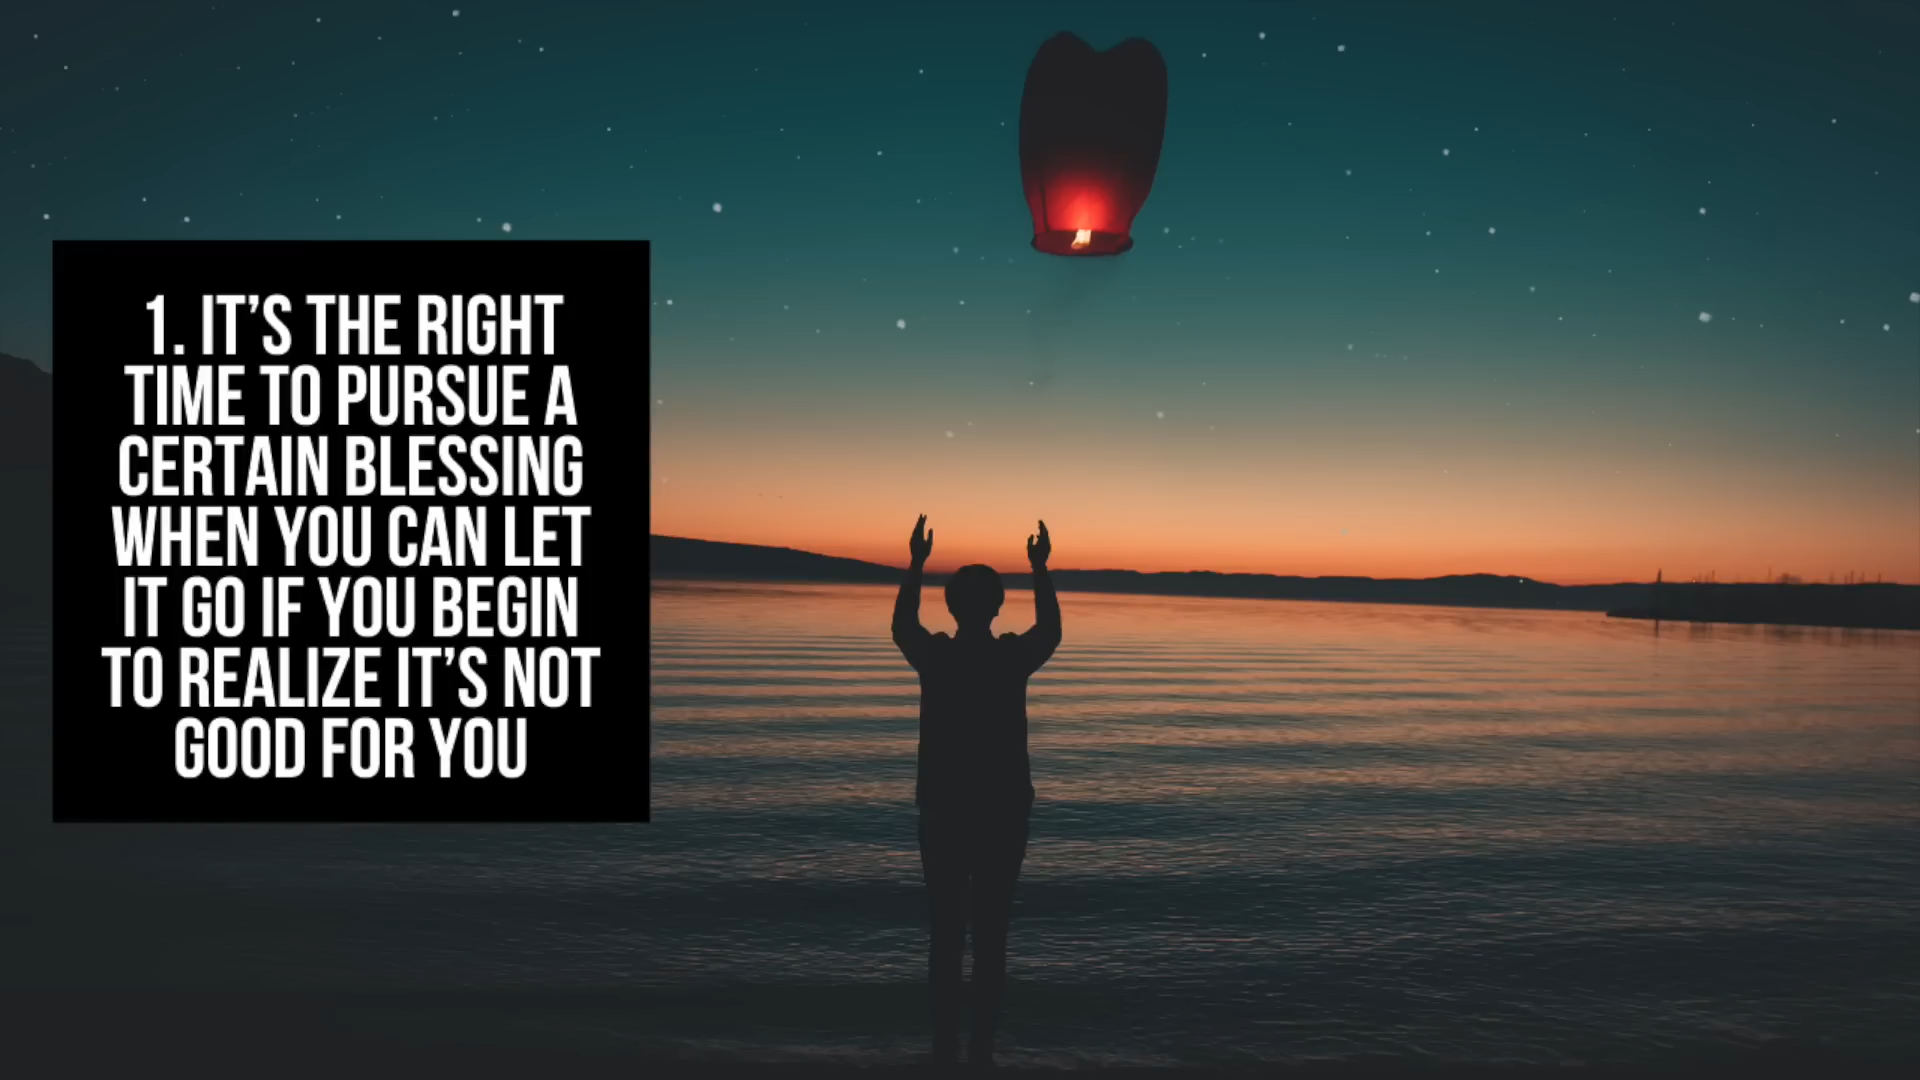 1. IT’S THE RIGHT
TIME TO PURSUE A
CERTAIN BLESSING
WHEN YOU CAN LET
IT GO IF YOU BEGIN
TO REALIZE IT’S NOT
GOOD FOR YOU